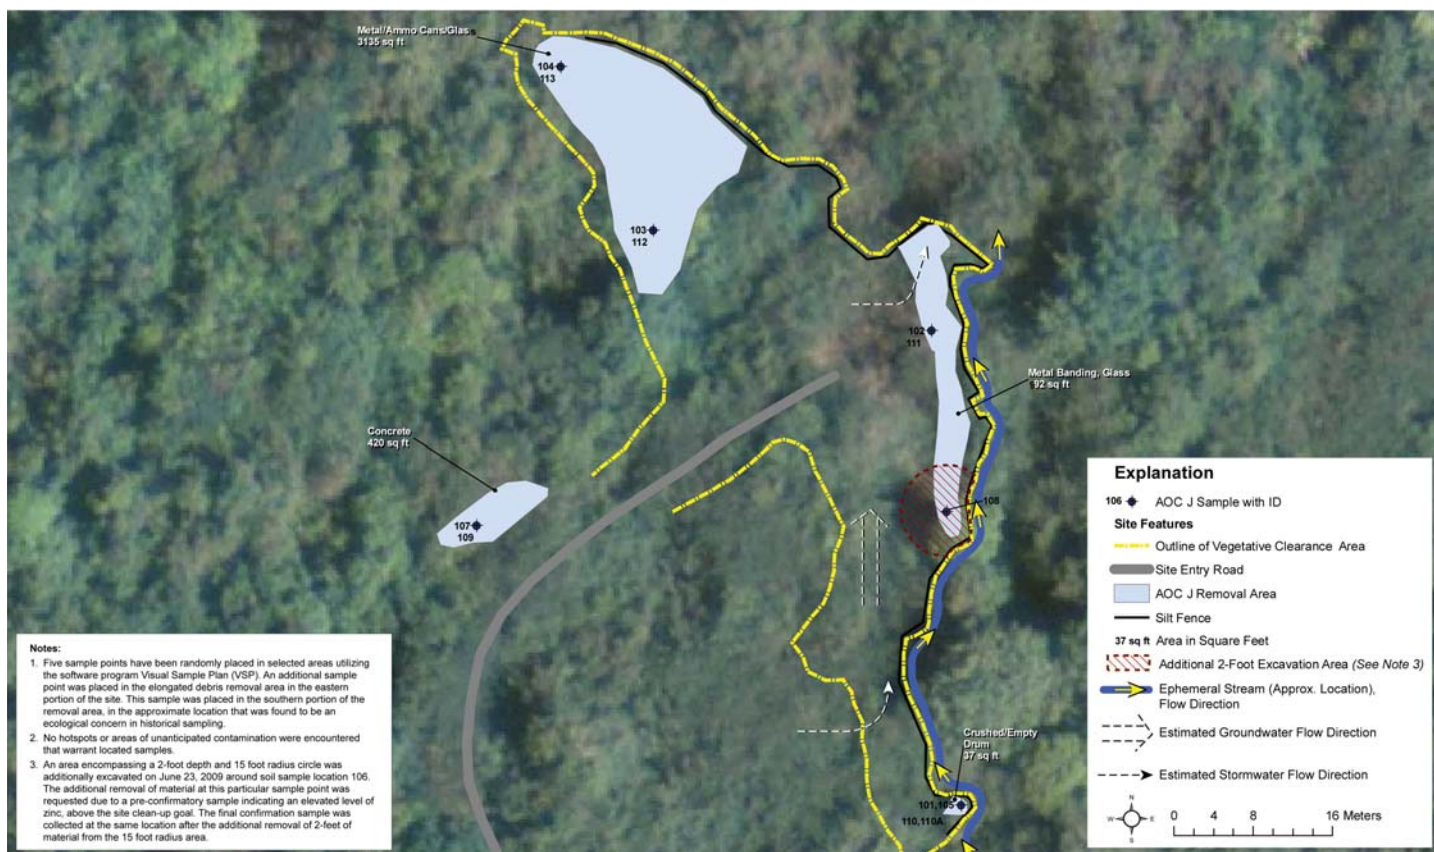 Metal/Ammo Cans/Glas
3135 sq ft
104
113
103
112
102
111
Metal Banding, Glass
92 sq ft
Concrete
420 sq ft
107
109
108
Crushed/Empty
Drum
37 sq ft
101,105
110,110A
Notes:
1. Five sample points have been randomly placed in selected areas utilizing
the software program Visual Sample Plan (VSP). An additional sample
point was placed in the elongated debris removal area in the eastern
portion of the site. This sample was placed in the southern portion of the
removal area, in the approximate location that was found to be an
ecological concern in historical sampling.
2. No hotspots or areas of unanticipated contamination were encountered
that warrant located samples.
3. An area encompassing a 2-foot depth and 15 foot radius circle was
additionally excavated on June 23, 2009 around soil sample location 106.
The additional removal of material at this particular sample point was
requested due to a pre-confirmatory sample indicating an elevated level of
zinc, above the site clean-up goal. The final confirmation sample was
collected at the same location after the additional removal of 2-feet of
material from the 15 foot radius area.
Explanation
106 AOC J Sample with ID
Site Features
Outline of Vegetative Clearance Area
Site Entry Road
AOC J Removal Area
Silt Fence
37 sq ft Area in Square Feet
Additional 2-Foot Excavation Area (See Note 3)
Ephemeral Stream (Approx. Location),
Flow Direction
Estimated Groundwater Flow Direction
Estimated Stormwater Flow Direction
N
W E
S
0 4 8 16 Meters